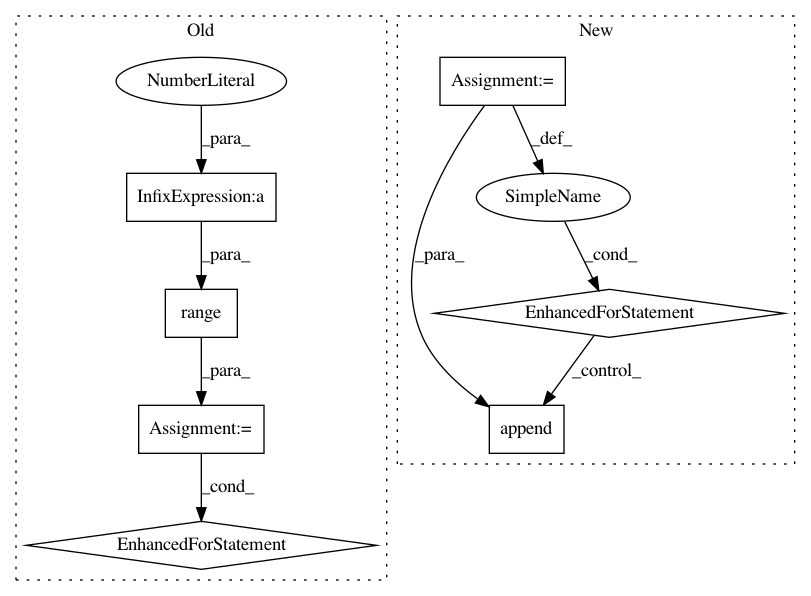 Old
NumberLiteral
_para_
InfixExpression:a
_para_
range
_para_
Assignment:=
_cond_
EnhancedForStatement
New
Assignment:=
_def_
SimpleName
_para_
_cond_
EnhancedForStatement
_control_
append